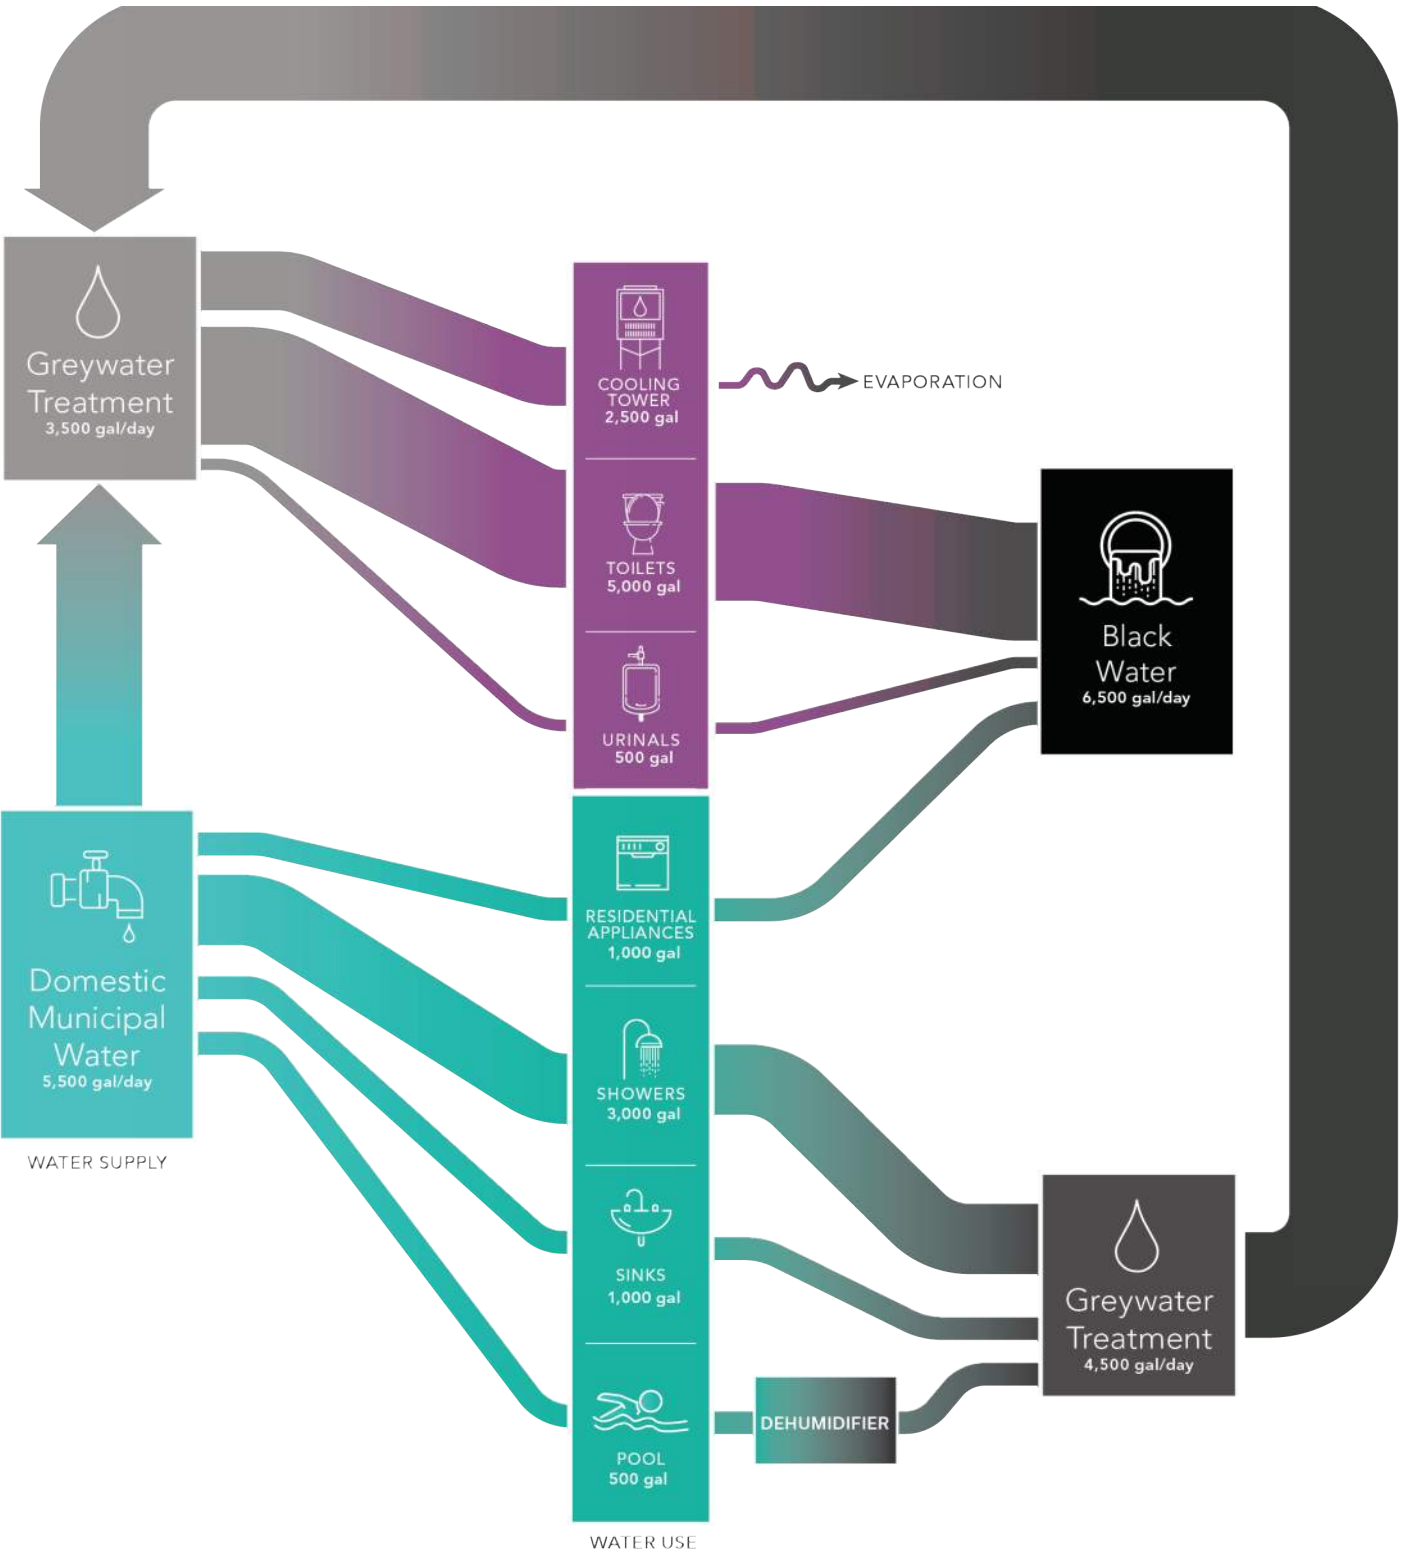 Greywater
Treatment
3,500 gal/day
COOLING
TOWER
2,500 gal
EVAPORATION
TOILETS
5,000 gal
URINALS
500 gal
Black
Water
6,500 gal/day
Domestic
Municipal
Water
5,500 gal/day
WATER SUPPLY
RESIDENTIAL
APPLIANCES
1,000 gal
SHOWERS
3,000 gal
SINKS
1,000 gal
POOL
500 gal
WATER USE
DEHUMIDIFIER
Greywater
Treatment
4,500 gal/day